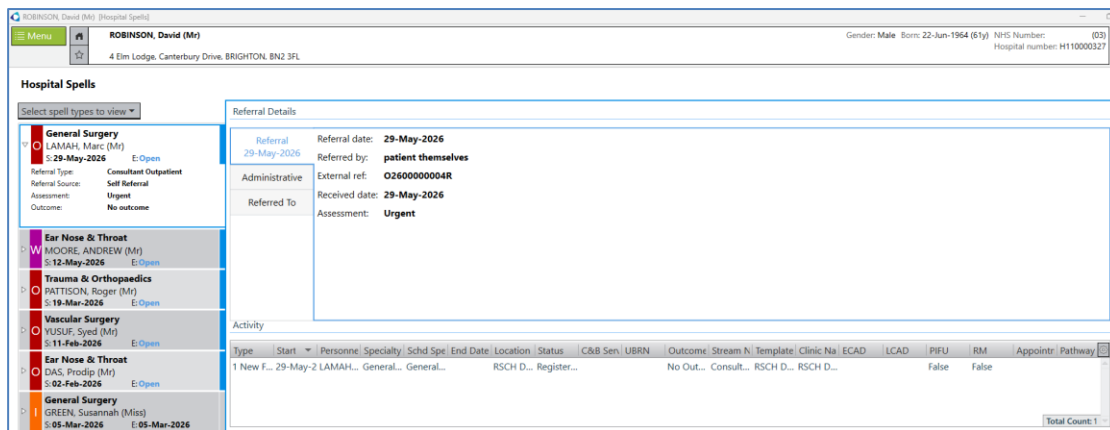 ROBINSON, David (Mr) [Hospital Spells]
Menu
ROBINSON, David (Mr)
Gender: Male Born: 22-Jun-1964 (61y) NHS Number: (03)
Hospital number: H110000327
4 Elm Lodge, Canterbury Drive, BRIGHTON, BN2 3FL
Hospital Spells
Select spell types to view
General Surgery
O LAMAH, Marc (Mr)
S:29-May-2026 E:Open
Referral Type: Consultant Outpatient
Referral Source: Self Referral
Assessment: Urgent
Outcome: No outcome
Ear Nose & Throat
W MOORE, ANDREW (Mr)
S:12-May-2026 E:Open
Trauma & Orthopaedics
O PATTISON, Roger (Mr)
S:19-Mar-2026 E:Open
Vascular Surgery
O YUSUF, Syed (Mr)
S:11-Feb-2026 E:Open
Ear Nose & Throat
O DAS, Prodip (Mr)
S:02-Feb-2026 E:Open
General Surgery
I GREEN, Susannah (Miss)
S:05-Mar-2026 E:05-Mar-2026
Referral Details
Referral
29-May-2026
Administrative
Referred To
Referral date: 29-May-2026
Referred by: patient themselves
External ref: O2600000004R
Received date: 29-May-2026
Assessment: Urgent
Activity
Type Start Personne Specialty Schd Spe End Date Location Status C&B Serv UBRN Outcome Stream N Template Clinic Na ECAD LCAD PIFU RM Appointr Pathway
1 New F... 29-May-2 LAMAH... General... General... RSCH D... Register... No Out... Consult... RSCH D... RSCH D... False False
Total Count: 1